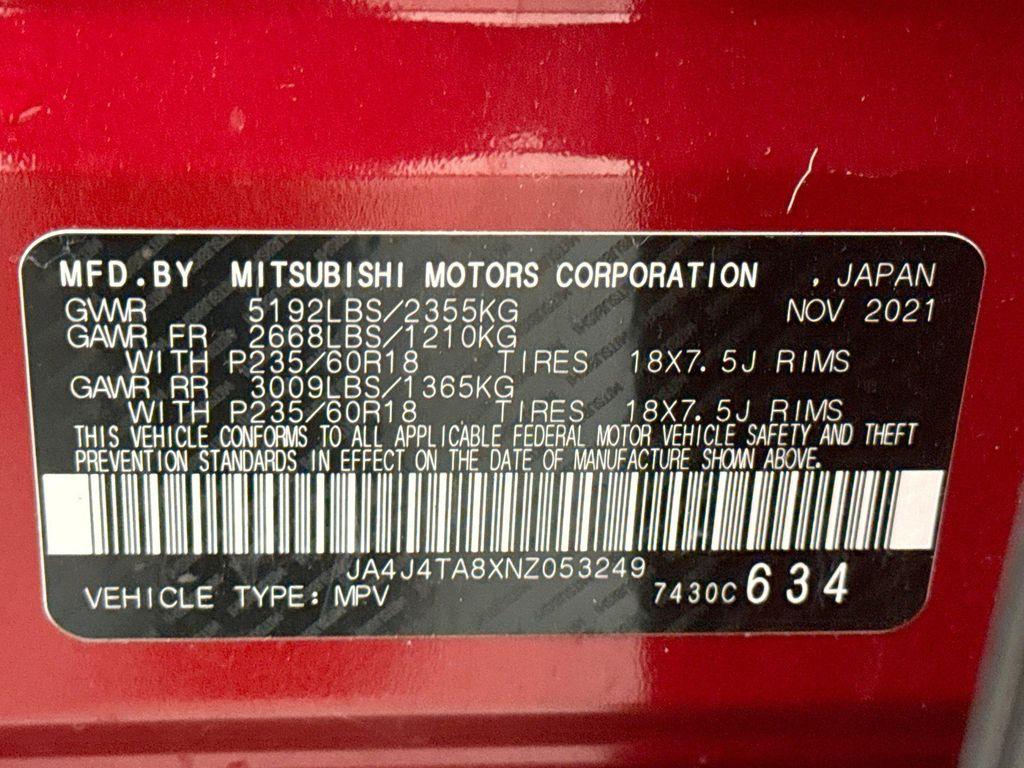 MFD.BY MITSUBISHI MOTORS CORPORATION , JAPAN
GVWR 5192LBS/2355KG NOV 2021
GAWR FR 2668LBS/1210KG
WITH P235/60R18 TIRES 18X7.5J RIMS
GAWR RR 3009LBS/1365KG
WITH P235/60R18 TIRES 18X7.5J RIMS
THIS VEHICLE CONFORMS TO ALL APPLICABLE FEDERAL MOTOR VEHICLE SAFETY AND THEFT
PREVENTION STANDARDS IN EFFECT ON THE DATE OF MANUFACTURE SHOWN ABOVE.
JA4J4TA8XNZ053249
VEHICLE TYPE: MPV 7430C 634